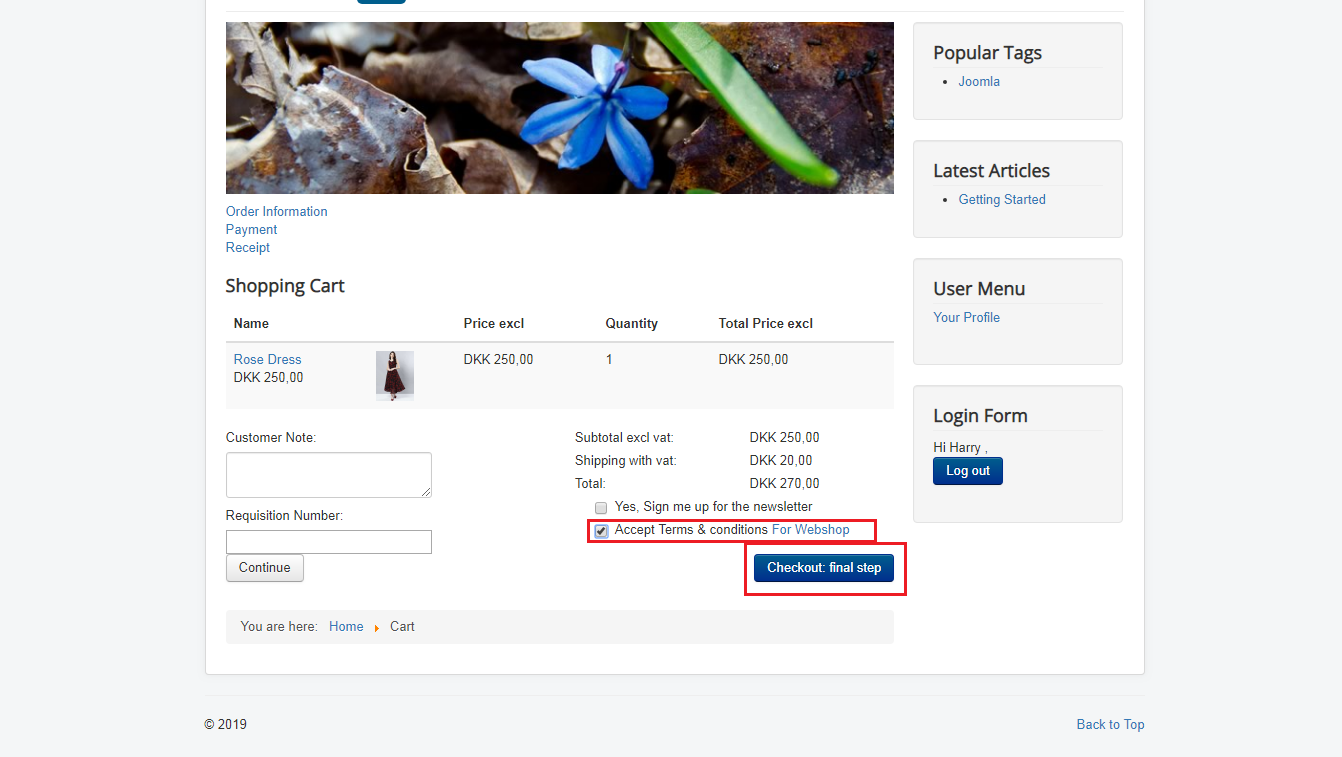 Order Information
Payment
Receipt
Shopping Cart
Name Price excl Quantity Total Price excl
Rose Dress DKK 250,00 1 DKK 250,00
DKK 250,00
Customer Note:
Requisition Number:
Continue
Subtotal excl vat: DKK 250,00
Shipping with vat: DKK 20,00
Total: DKK 270,00
Yes, Sign me up for the newsletter
Accept Terms & conditions For Webshop
Checkout: final step
You are here: Home Cart
Popular Tags
Joomla
Latest Articles
Getting Started
User Menu
Your Profile
Login Form
Hi Harry ,
Log out
© 2019
Back to Top